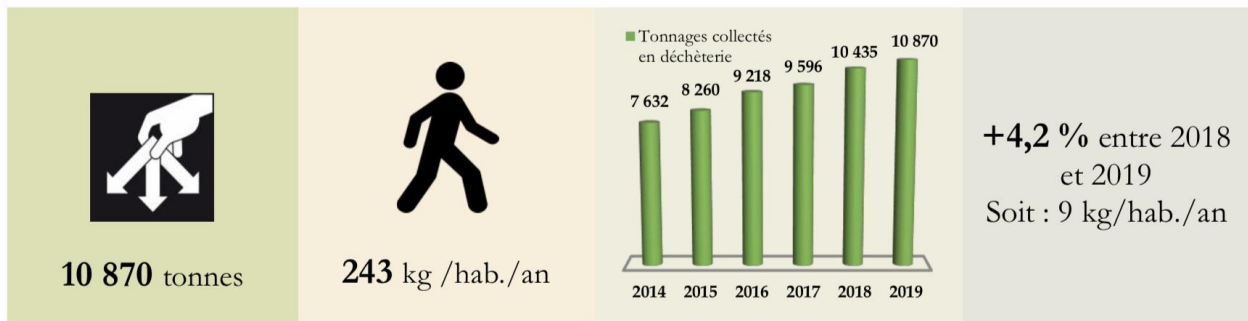 10 870 tonnes
243 kg /hab./an
Tonnages collectés
en déchèterie
7 632
8 260
9 218
9 596
10 435
10 870
2014 2015 2016 2017 2018 2019
+4,2 % entre 2018
et 2019
Soit : 9 kg/hab./an